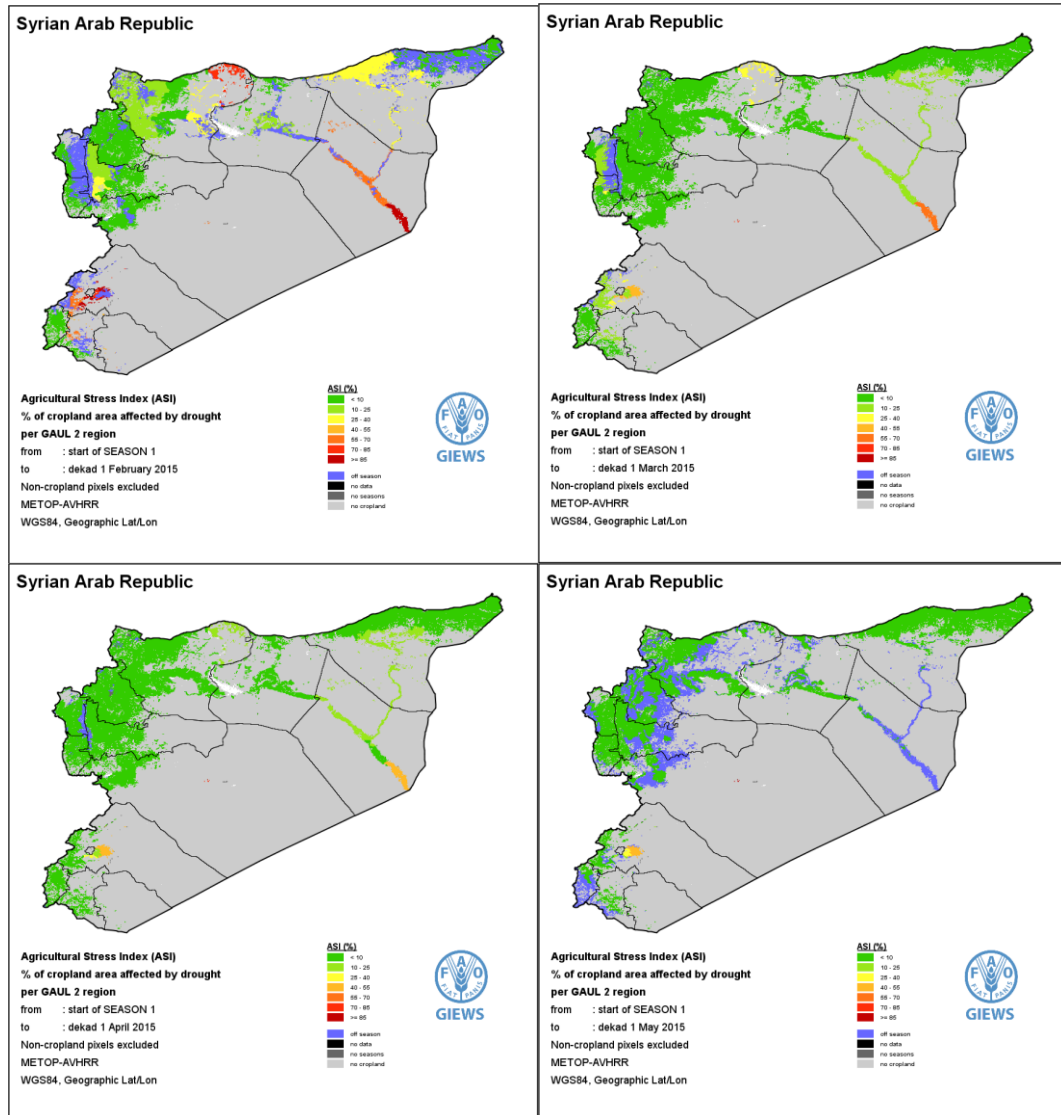 Syrian Arab Republic
Agricultural Stress Index (ASI)
% of cropland area affected by drought
per GAUL 2 region
from : start of SEASON 1
to : dekad 1 February 2015
Non-cropland pixels excluded
METOP-AVHRR
WGS84, Geographic Lat/Lon
ASI (%)
< 10
10 - 25
25 - 40
40 - 55
55 - 70
70 - 85
>= 85
off season
no data
no seasons
no cropland
F A O
FIAT PANIS
GIEWS
Syrian Arab Republic
Agricultural Stress Index (ASI)
% of cropland area affected by drought
per GAUL 2 region
from : start of SEASON 1
to : dekad 1 March 2015
Non-cropland pixels excluded
METOP-AVHRR
WGS84, Geographic Lat/Lon
ASI (%)
< 10
10 - 25
25 - 40
40 - 55
55 - 70
70 - 85
>= 85
off season
no data
no seasons
no cropland
F A O
FIAT PANIS
GIEWS
Syrian Arab Republic
Agricultural Stress Index (ASI)
% of cropland area affected by drought
per GAUL 2 region
from : start of SEASON 1
to : dekad 1 April 2015
Non-cropland pixels excluded
METOP-AVHRR
WGS84, Geographic Lat/Lon
ASI (%)
< 10
10 - 25
25 - 40
40 - 55
55 - 70
70 - 85
>= 85
off season
no data
no seasons
no cropland
F A O
FIAT PANIS
GIEWS
Syrian Arab Republic
Agricultural Stress Index (ASI)
% of cropland area affected by drought
per GAUL 2 region
from : start of SEASON 1
to : dekad 1 May 2015
Non-cropland pixels excluded
METOP-AVHRR
WGS84, Geographic Lat/Lon
ASI (%)
< 10
10 - 25
25 - 40
40 - 55
55 - 70
70 - 85
>= 85
off season
no data
no seasons
no cropland
F A O
FIAT PANIS
GIEWS